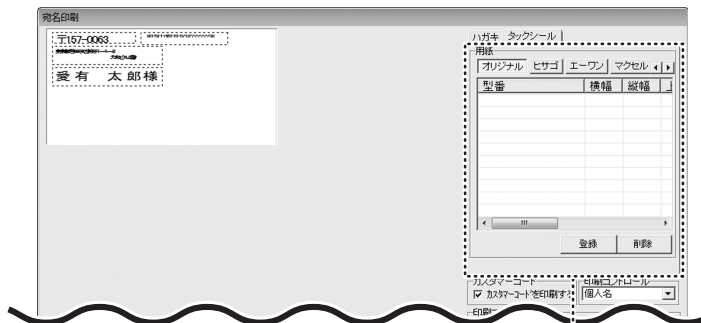 宛名印刷
〒157-0063
愛有 太郎様
ハガキ タックシール
用紙
オリジナル ヒサゴ エーワン マクセル
型番 横幅 縦幅
登録 削除
カスタマーコード 印刷コントロール
カスタマーコードを印刷する 個人名